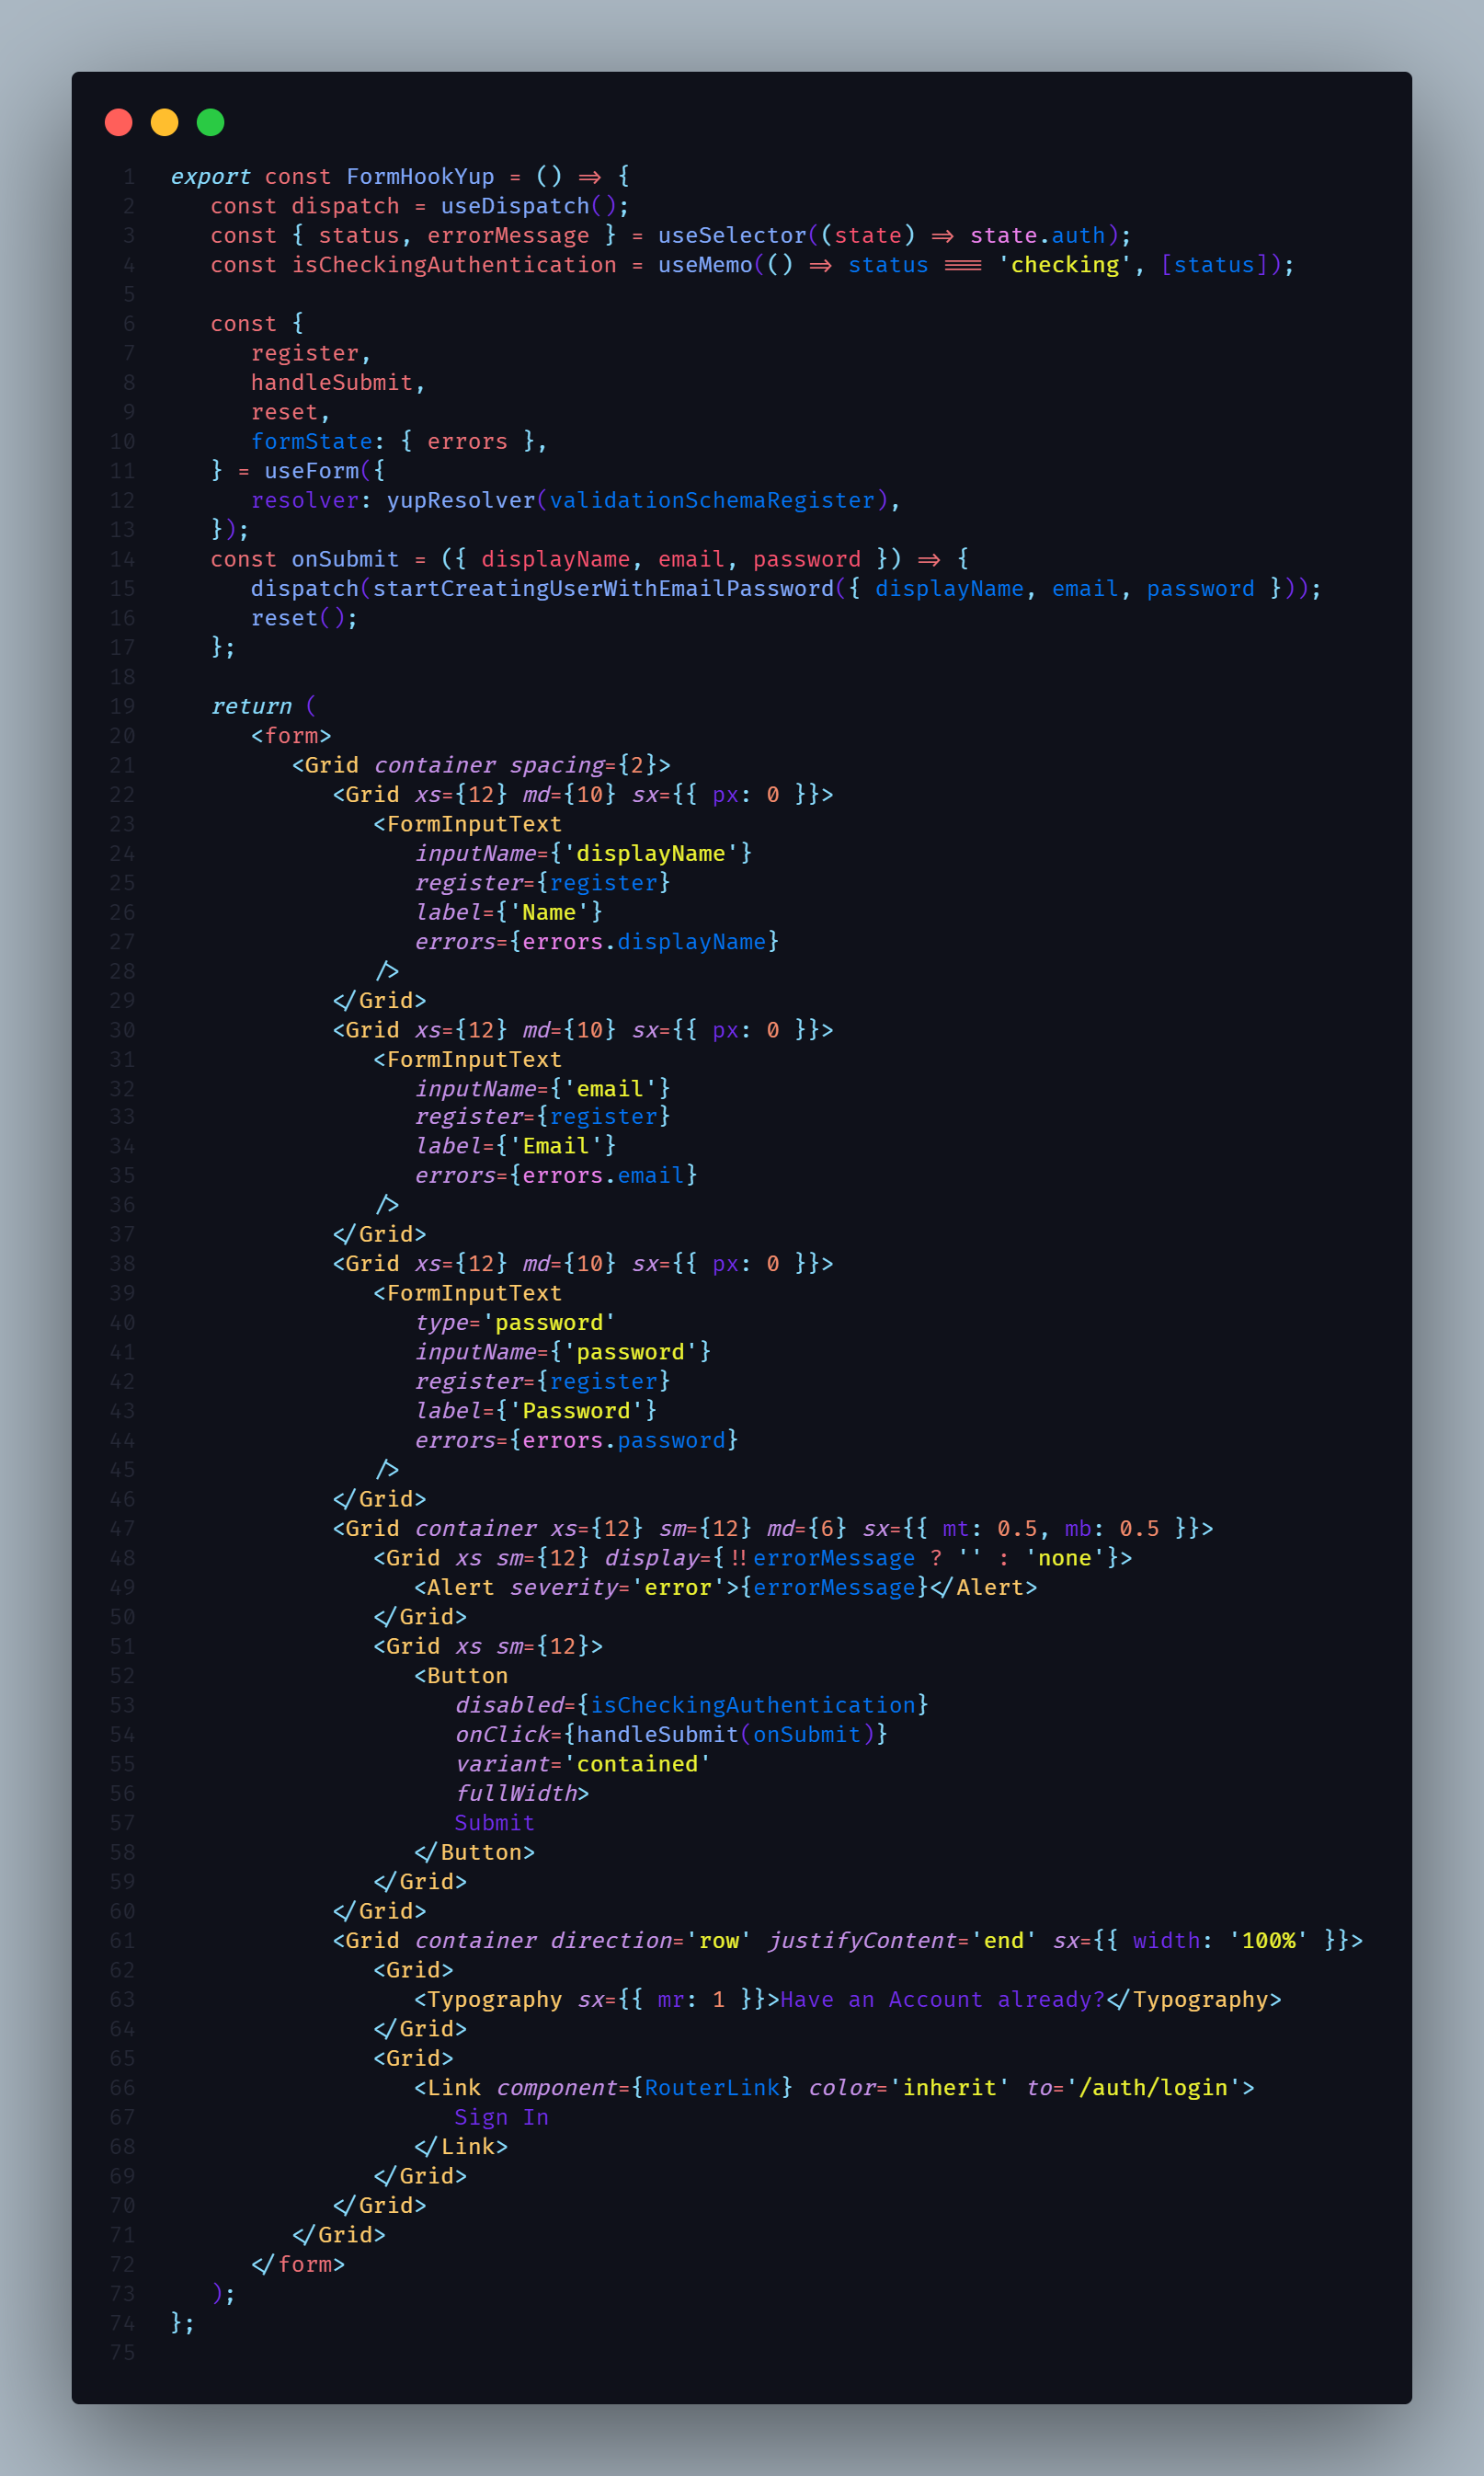 1 export const FormHookYup = () => {
2 const dispatch = useDispatch();
3 const { status, errorMessage } = useSelector((state) => state.auth);
4 const isCheckingAuthentication = useMemo(() => status === 'checking', [status]);
5
6 const {
7 register,
8 handleSubmit,
9 reset,
10 formState: { errors },
11 } = useForm({
12 resolver: yupResolver(validationSchemaRegister),
13 });
14 const onSubmit = ({ displayName, email, password }) => {
15 dispatch(startCreatingUserWithEmailPassword({ displayName, email, password }));
16 reset();
17 };
18
19 return (
20 <form>
21 <Grid container spacing={2}>
22 <Grid xs={12} md={10} sx={{ px: 0 }}>
23 <FormInputText
24 inputName={'displayName'}
25 register={register}
26 label={'Name'}
27 errors={errors.displayName}
28 />
29 </Grid>
30 <Grid xs={12} md={10} sx={{ px: 0 }}>
31 <FormInputText
32 inputName={'email'}
33 register={register}
34 label={'Email'}
35 errors={errors.email}
36 />
37 </Grid>
38 <Grid xs={12} md={10} sx={{ px: 0 }}>
39 <FormInputText
40 type='password'
41 inputName={'password'}
42 register={register}
43 label={'Password'}
44 errors={errors.password}
45 />
46 </Grid>
47 <Grid container xs={12} sm={12} md={6} sx={{ mt: 0.5, mb: 0.5 }}>
48 <Grid xs sm={12} display={!!errorMessage ? '' : 'none'}>
49 <Alert severity='error'>{errorMessage}</Alert>
50 </Grid>
51 <Grid xs sm={12}>
52 <Button
53 disabled={isCheckingAuthentication}
54 onClick={handleSubmit(onSubmit)}
55 variant='contained'
56 fullWidth>
57 Submit
58 </Button>
59 </Grid>
60 </Grid>
61 <Grid container direction='row' justifyContent='end' sx={{ width: '100%' }}>
62 <Grid>
63 <Typography sx={{ mr: 1 }}>Have an Account already?</Typography>
64 </Grid>
65 <Grid>
66 <Link component={RouterLink} color='inherit' to='/auth/login'>
67 Sign In
68 </Link>
69 </Grid>
70 </Grid>
71 </Grid>
72 </form>
73 );
74 };
75